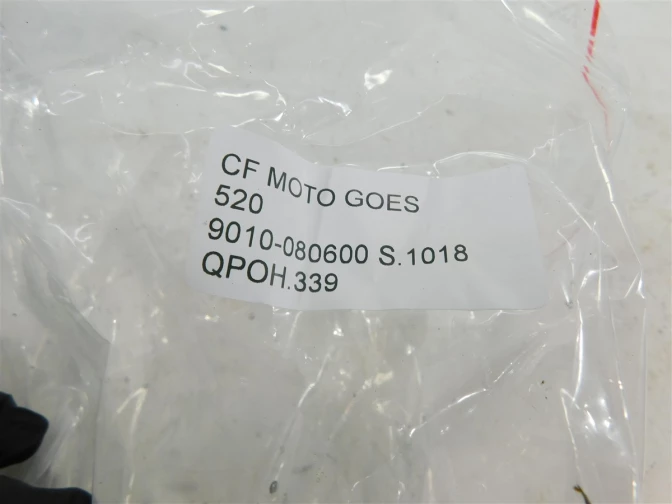 CF MOTO GOES
520
9010-080600 S.1018
QPOH.339